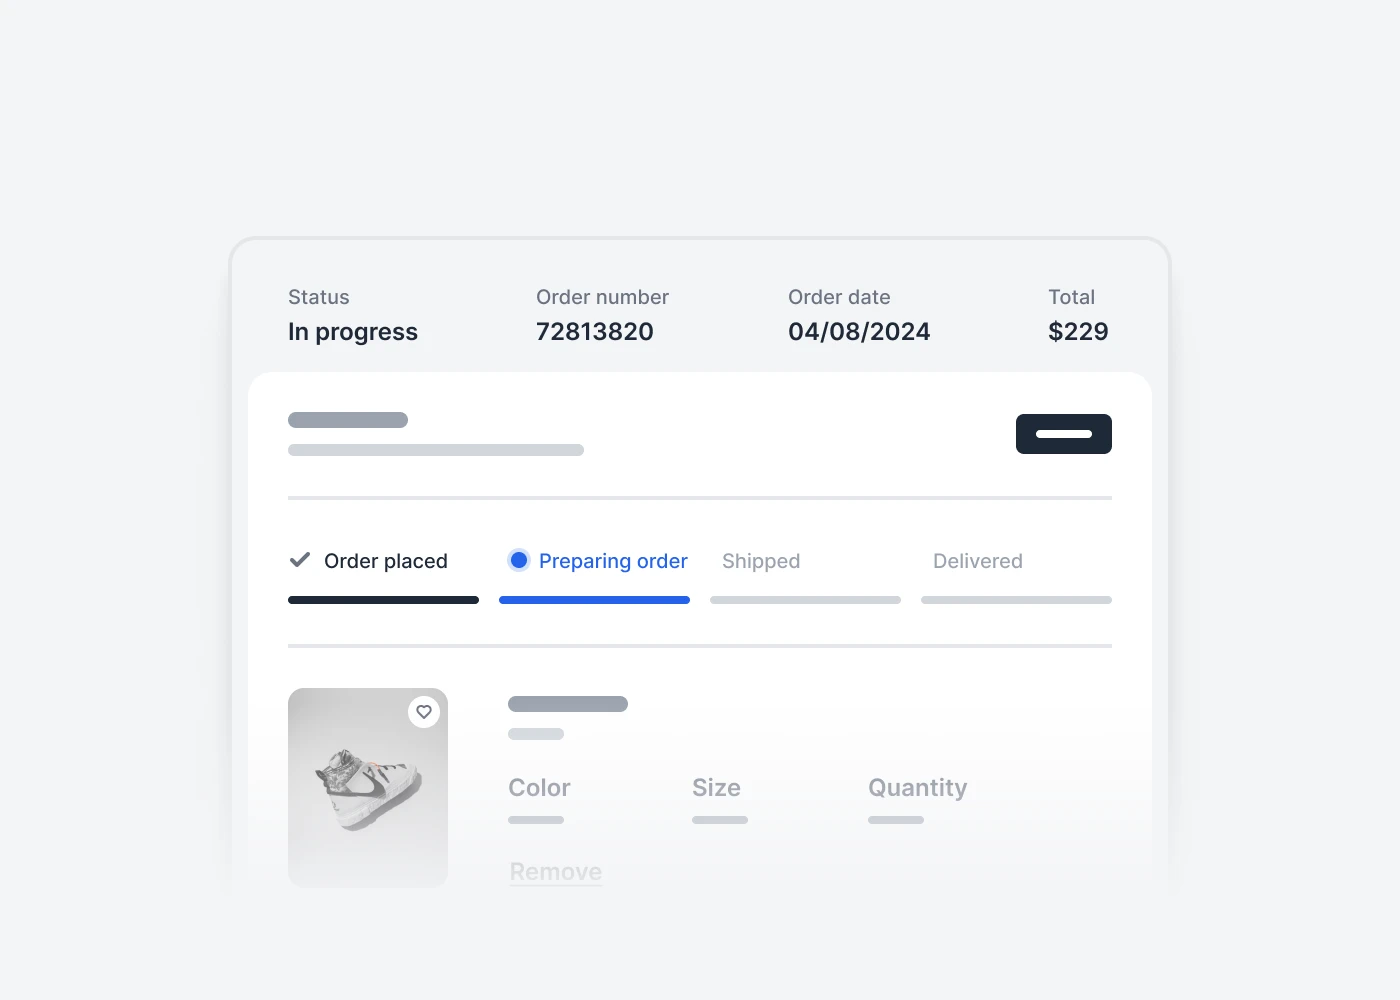 Status Order number Order date Total
In progress 72813820 04/08/2024 $229
Order placed Preparing order Shipped Delivered
Color Size Quantity
Remove